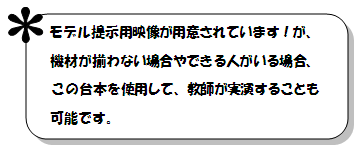 モデル提示用映像が用意されています！が、
機材が揃わない場合やできる人がいる場合、
この台本を使用して、教師が実演することも
可能です。